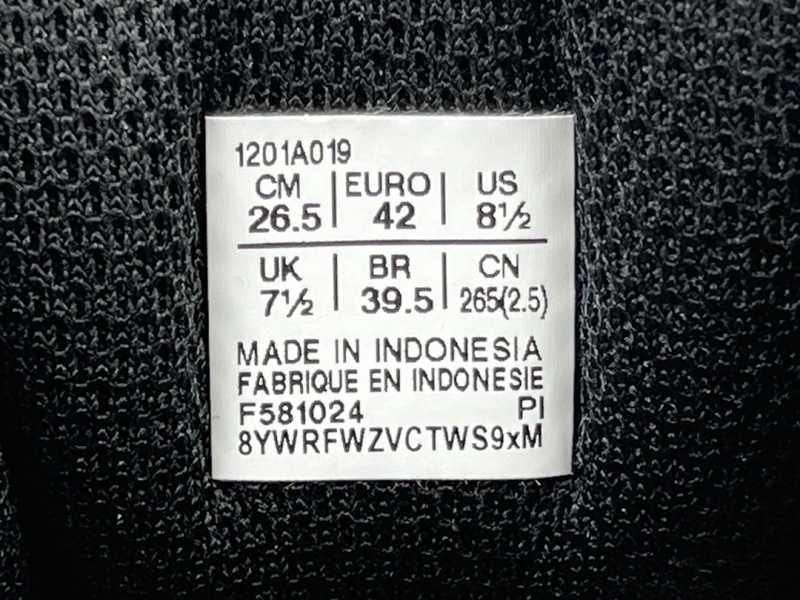 1201A019
CM | EURO | US
26.5 | 42 | 8½
UK | BR | CN
7½ | 39.5 | 265(2.5)
MADE IN INDONESIA
FABRIQUE EN INDONESIE
F581024 PI
8YWRFWZVCTWS9xM